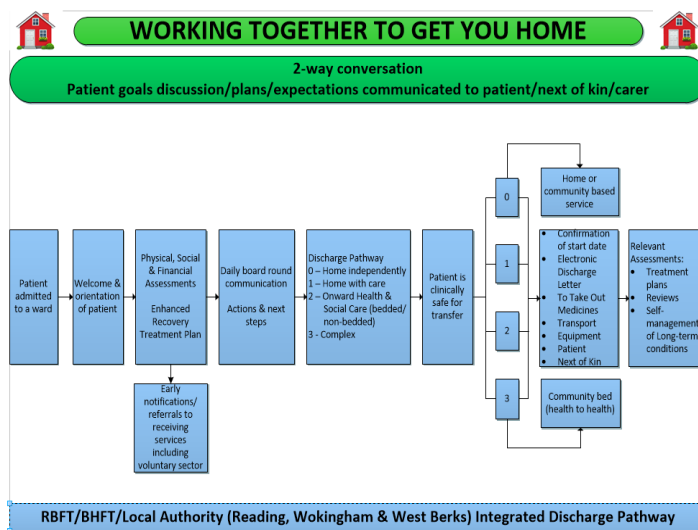 WORKING TOGETHER TO GET YOU HOME
2-way conversation
Patient goals discussion/plans/expectations communicated to patient/next of kin/carer
Patient
admitted
to a ward
Welcome &
orientation
of patient
Physical, Social
& Financial
Assessments
Enhanced
Recovery
Treatment Plan
Early
notifications/
referrals to
receiving
services
including
voluntary sector
Daily board round
communication
Actions & next
steps
Discharge Pathway
0 – Home independently
1 – Home with care
2 – Onward Health &
Social Care (bedded/
non-bedded)
3 - Complex
Patient is
clinically
safe for
transfer
0
1
2
3
Home or
community based
service
• Confirmation
of start date
• Electronic
Discharge
Letter
• To Take Out
Medicines
• Transport
• Equipment
• Patient
• Next of Kin
Community bed
(health to health)
Relevant
Assessments:
• Treatment
plans
• Reviews
• Self-
management
of Long-term
conditions
RBFT/BHFT/Local Authority (Reading, Wokingham & West Berks) Integrated Discharge Pathway